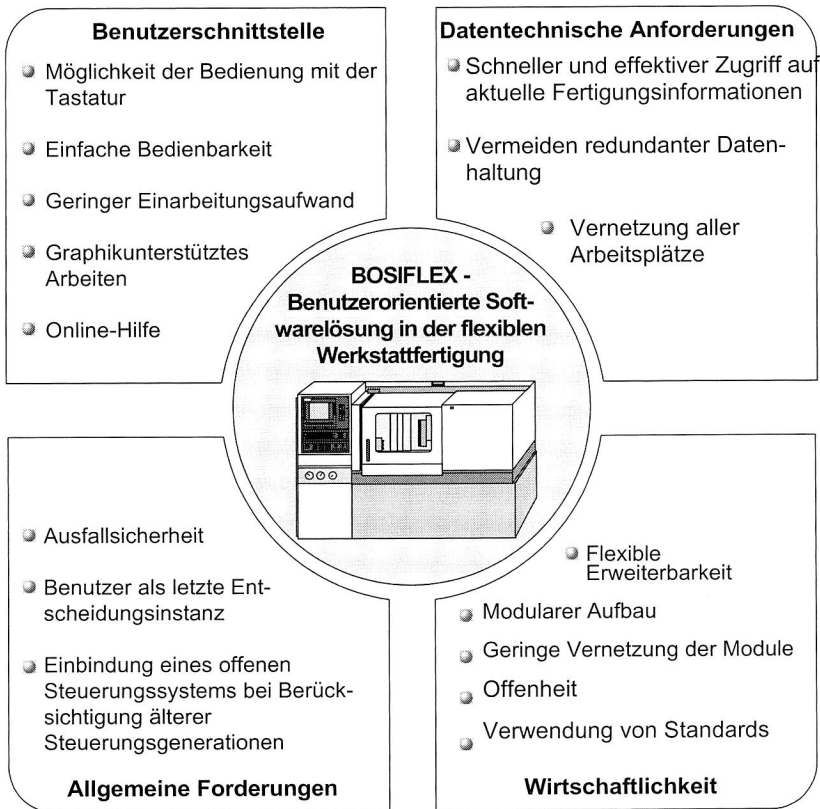 Benutzerschnittstelle
Möglichkeit der Bedienung mit der
Tastatur
Einfache Bedienbarkeit
Geringer Einarbeitungsaufwand
Graphikunterstütztes
Arbeiten
Online-Hilfe
Datentechnische Anforderungen
Schneller und effektiver Zugriff auf
aktuelle Fertigungsinformationen
Vermeiden redundanter Daten-
haltung
Vernetzung aller
Arbeitsplätze
BOSIFLEX -
Benutzerorientierte Soft-
warelösung in der flexiblen
Werkstattfertigung
Ausfallsicherheit
Benutzer als letzte Ent-
scheidungsinstanz
Einbindung eines offenen
Steuerungssystems bei Berück-
sichtigung älterer
Steuerungsgenerationen
Allgemeine Forderungen
Flexible
Erweiterbarkeit
Modularer Aufbau
Geringe Vernetzung der Module
Offenheit
Verwendung von Standards
Wirtschaftlichkeit